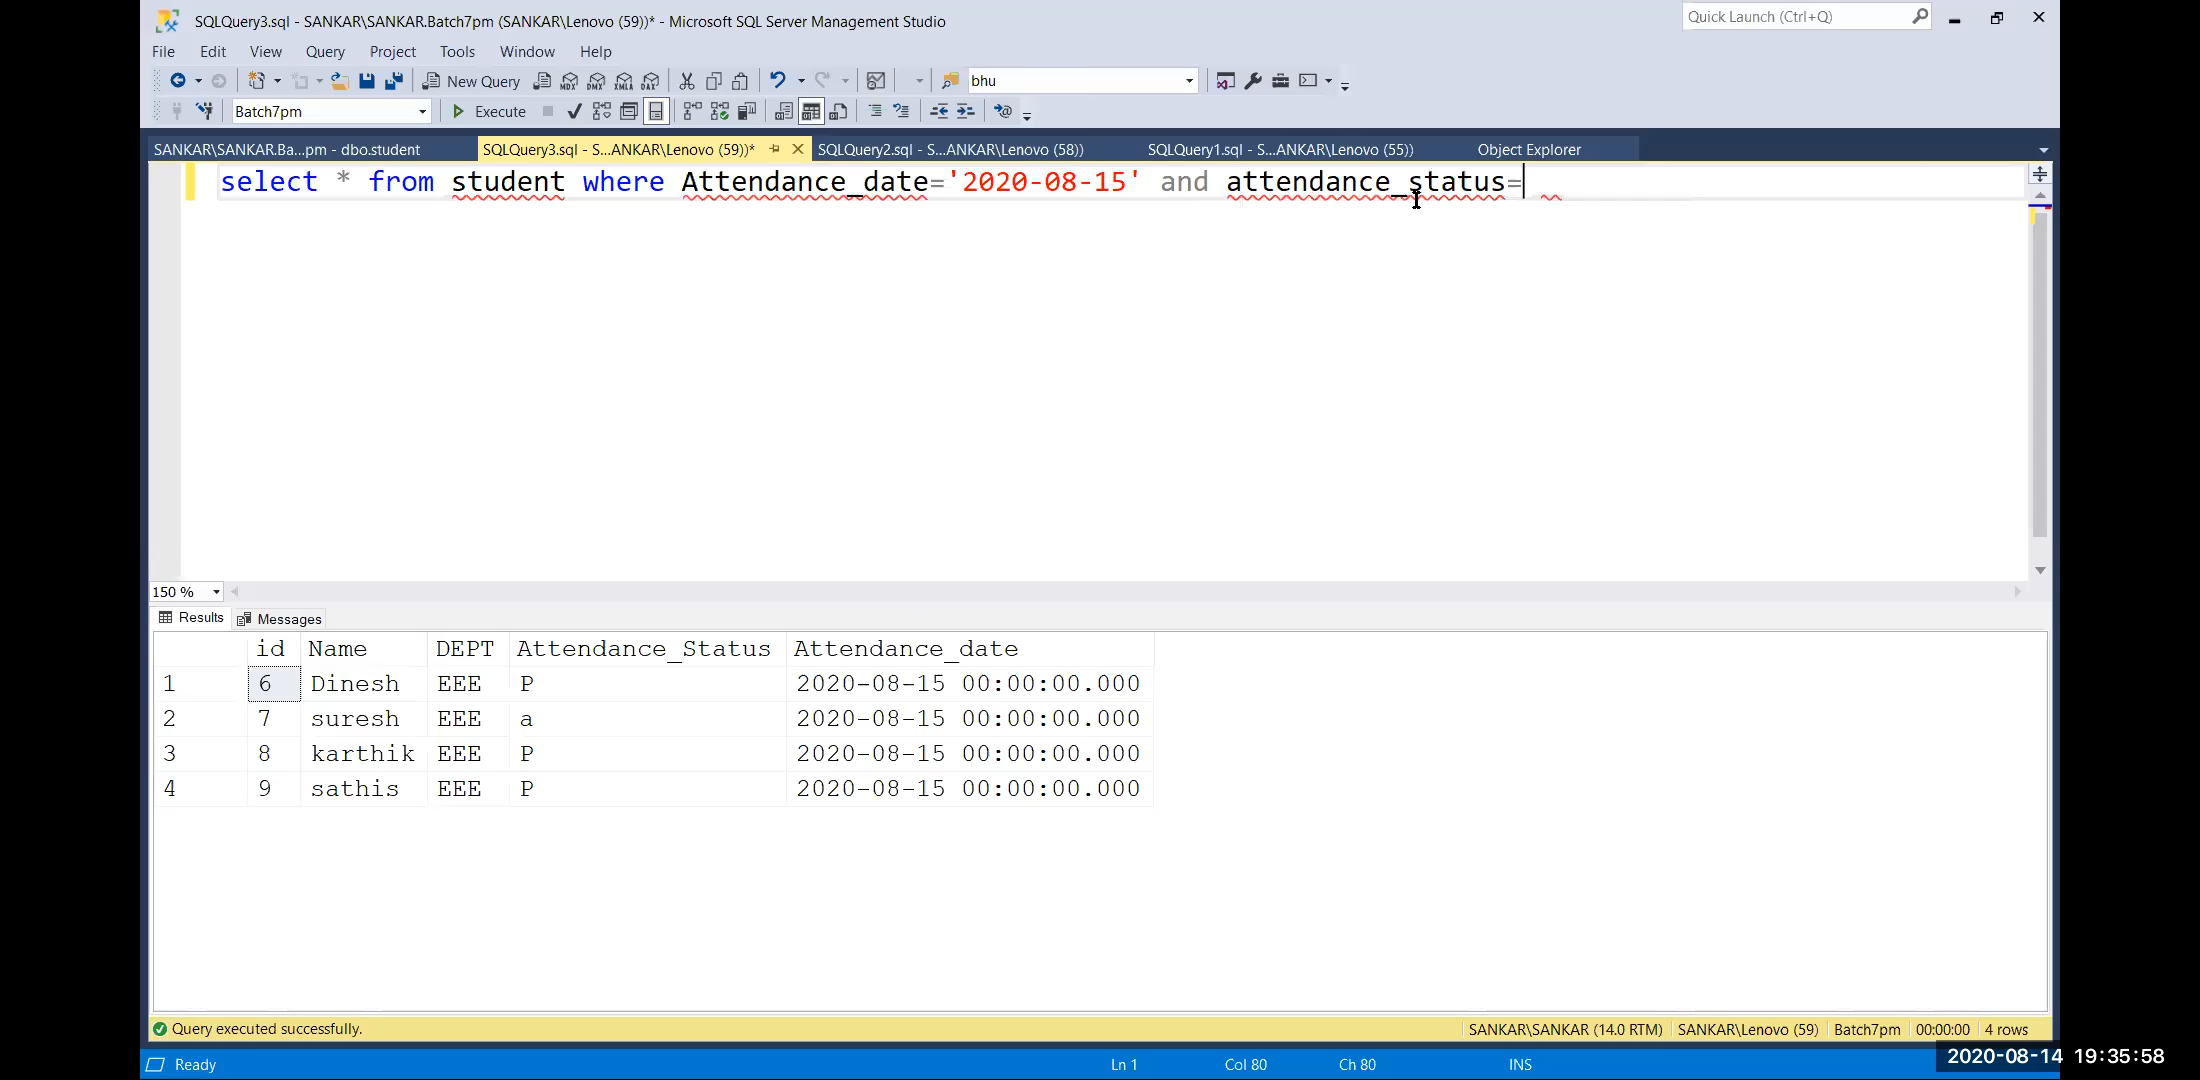 SQLQuery3.sql - SANKAR\SANKAR.Batch7pm (SANKAR\Lenovo (59))* - Microsoft SQL Server Management Studio
Quick Launch (Ctrl+Q)
File Edit View Query Project Tools Window Help
New Query
MDX DMX XMLA DAX
bhu
Batch7pm
Execute
SANKAR\SANKAR.Ba...pm - dbo.student
SQLQuery3.sql - S...ANKAR\Lenovo (59))*
SQLQuery2.sql - S...ANKAR\Lenovo (58))
SQLQuery1.sql - S...ANKAR\Lenovo (55))
Object Explorer
select * from student where Attendance_date='2020-08-15' and attendance_status=
150 %
Results Messages
id Name DEPT Attendance_Status Attendance_date
1 6 Dinesh EEE P 2020-08-15 00:00:00.000
2 7 suresh EEE a 2020-08-15 00:00:00.000
3 8 karthik EEE P 2020-08-15 00:00:00.000
4 9 sathis EEE P 2020-08-15 00:00:00.000
Query executed successfully.
SANKAR\SANKAR (14.0 RTM) SANKAR\Lenovo (59) Batch7pm 00:00:00 4 rows
Ready Ln 1 Col 80 Ch 80 INS
2020-08-14 19:35:58